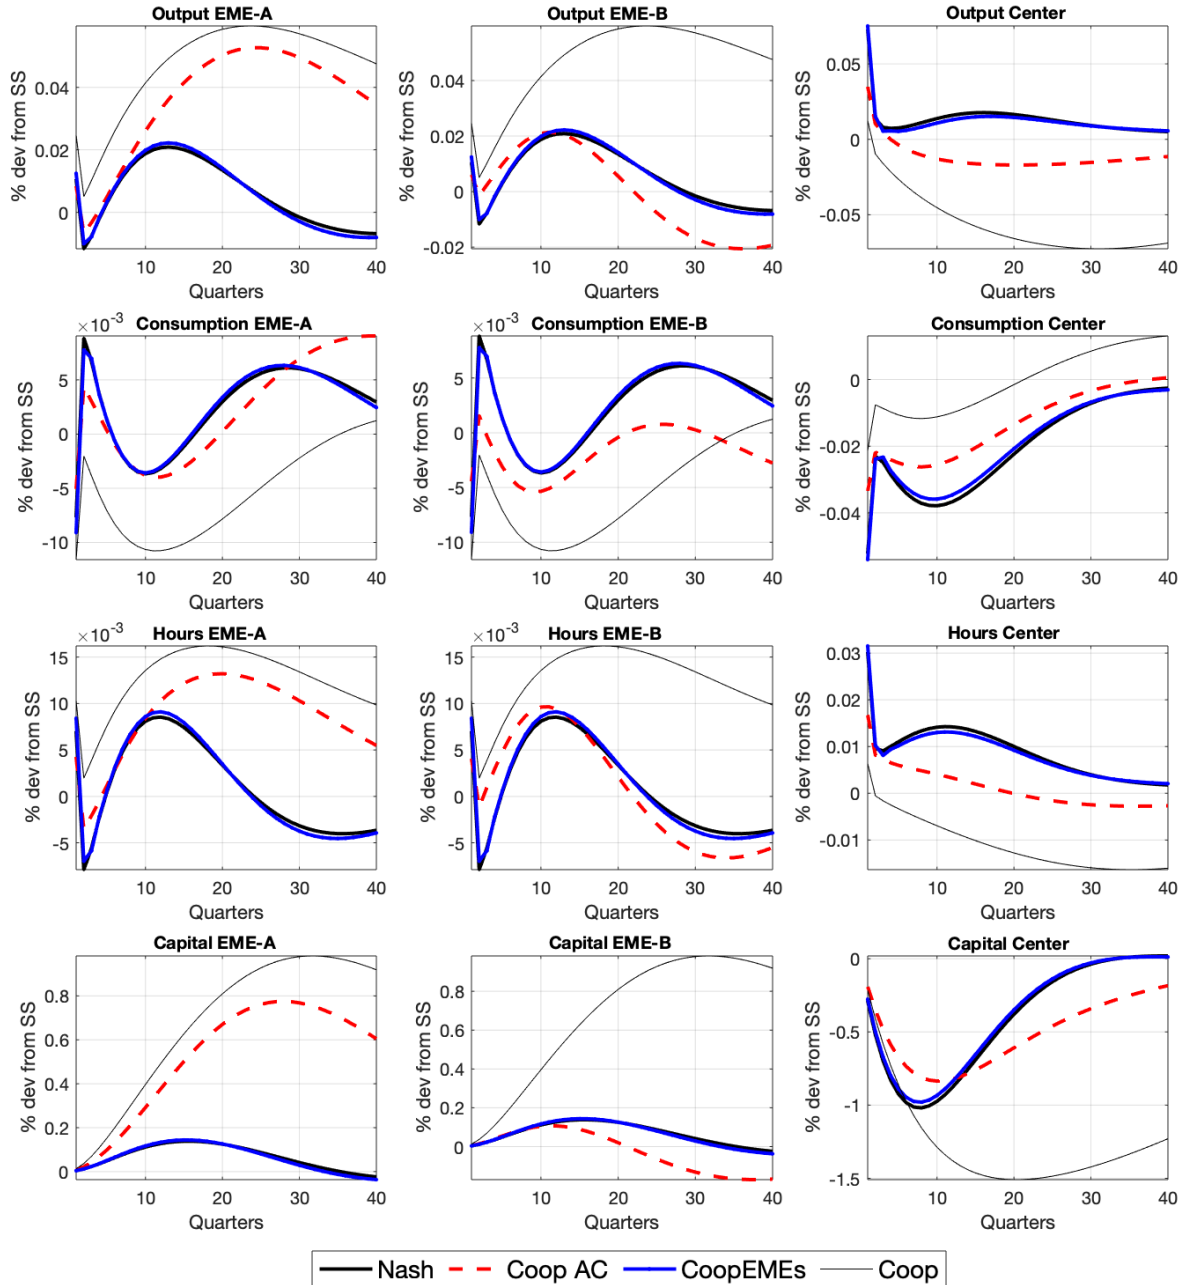 Output EME-A
Output EME-B
Output Center
% dev from SS
0.04
0.02
0
10 20 30 40
Quarters
% dev from SS
0.04
0.02
0
-0.02
10 20 30 40
Quarters
% dev from SS
0.05
0
-0.05
10 20 30 40
Quarters
×10-3
Consumption EME-A
×10-3
Consumption EME-B
Consumption Center
% dev from SS
5
0
-5
-10
10 20 30 40
Quarters
% dev from SS
5
0
-5
-10
10 20 30 40
Quarters
% dev from SS
0
-0.02
-0.04
10 20 30 40
Quarters
×10-3
Hours EME-A
×10-3
Hours EME-B
Hours Center
% dev from SS
15
10
5
0
-5
10 20 30 40
Quarters
% dev from SS
15
10
5
0
-5
10 20 30 40
Quarters
% dev from SS
0.03
0.02
0.01
0
-0.01
10 20 30 40
Quarters
Capital EME-A
Capital EME-B
Capital Center
% dev from SS
0.8
0.6
0.4
0.2
0
10 20 30 40
Quarters
% dev from SS
0.8
0.6
0.4
0.2
0
10 20 30 40
Quarters
% dev from SS
0
-0.5
-1
-1.5
10 20 30 40
Quarters
Nash Coop AC CoopEMEs Coop